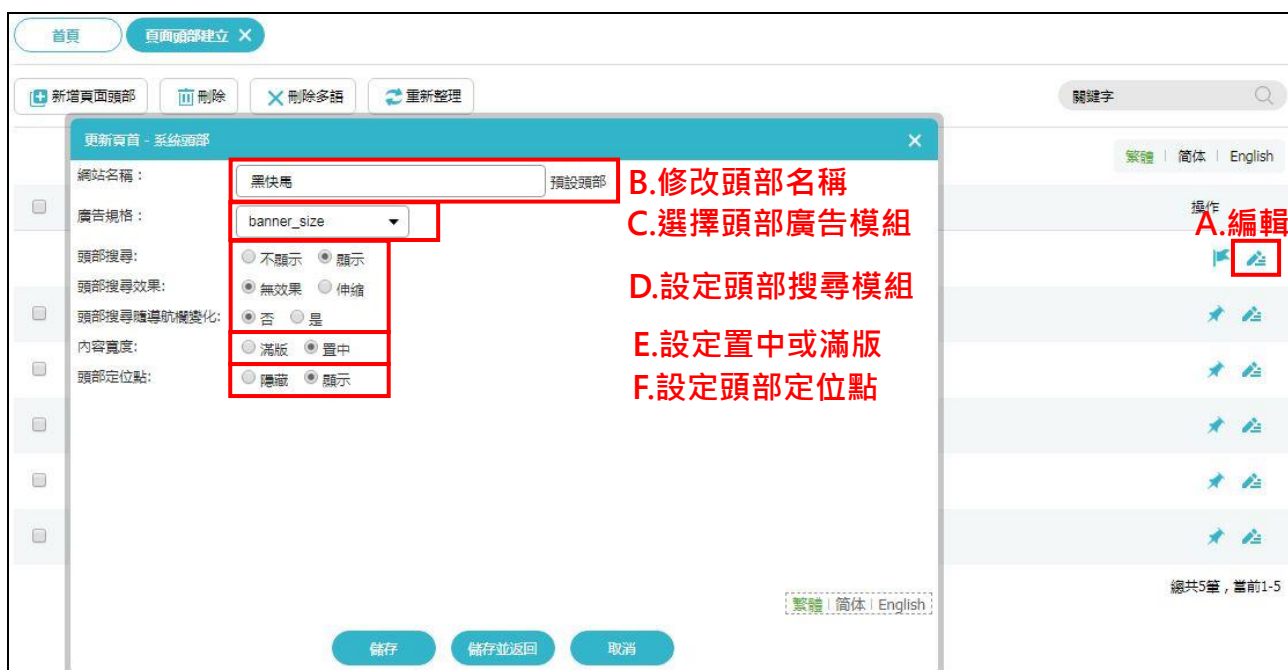 首頁 頁面頭部建立 ×
新增頁面頭部 刪除 刪除多語 重新整理 關鍵字
更新頁首 - 系統頭部 ×
繁體 | 简体 | English
網站名稱： 黑快馬 預設頭部 B.修改頭部名稱
操作
廣告規格： banner_size C.選擇頭部廣告模組 A.編輯
頭部搜尋: 不顯示 顯示
頭部搜尋效果: 無效果 伸縮 D.設定頭部搜尋模組
頭部搜尋隨導航欄變化: 否 是
內容寬度: 滿版 置中 E.設定置中或滿版
頭部定位點: 隱藏 顯示 F.設定頭部定位點
總共5筆，當前1-5
繁體 | 简体 | English
儲存 儲存並返回 取消